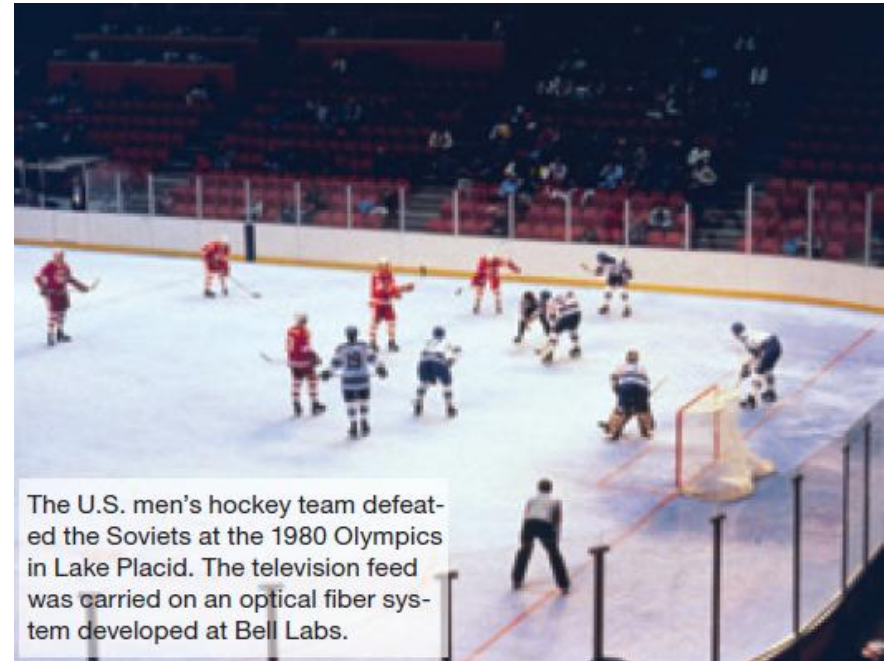 19
The U.S. men's hockey team defeat-
ed the Soviets at the 1980 Olympics
in Lake Placid. The television feed
was carried on an optical fiber sys-
tem developed at Bell Labs.